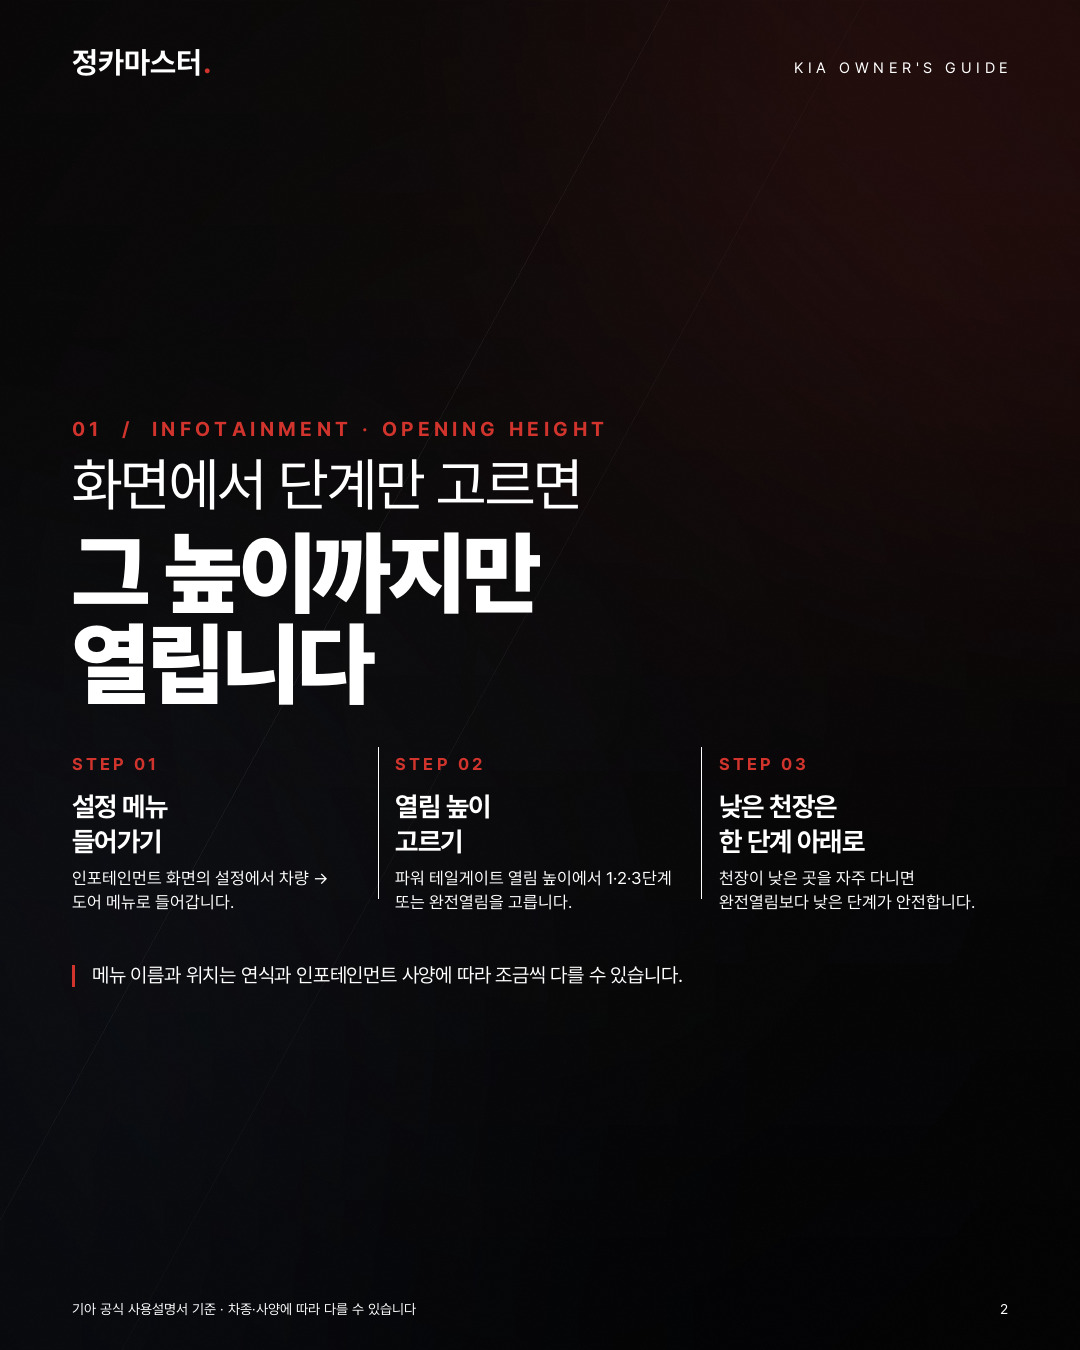 정카마스터.
KIA OWNER'S GUIDE
01 / INFOTAINMENT · OPENING HEIGHT
화면에서 단계만 고르면
그 높이까지만
열립니다
STEP 01
설정 메뉴
들어가기
인포테인먼트 화면의 설정에서 차량 →
도어 메뉴로 들어갑니다.
STEP 02
열림 높이
고르기
파워 테일게이트 열림 높이에서 1·2·3단계
또는 완전열림을 고릅니다.
STEP 03
낮은 천장은
한 단계 아래로
천장이 낮은 곳을 자주 다니면
완전열림보다 낮은 단계가 안전합니다.
메뉴 이름과 위치는 연식과 인포테인먼트 사양에 따라 조금씩 다를 수 있습니다.
기아 공식 사용설명서 기준 · 차종·사양에 따라 다를 수 있습니다
2